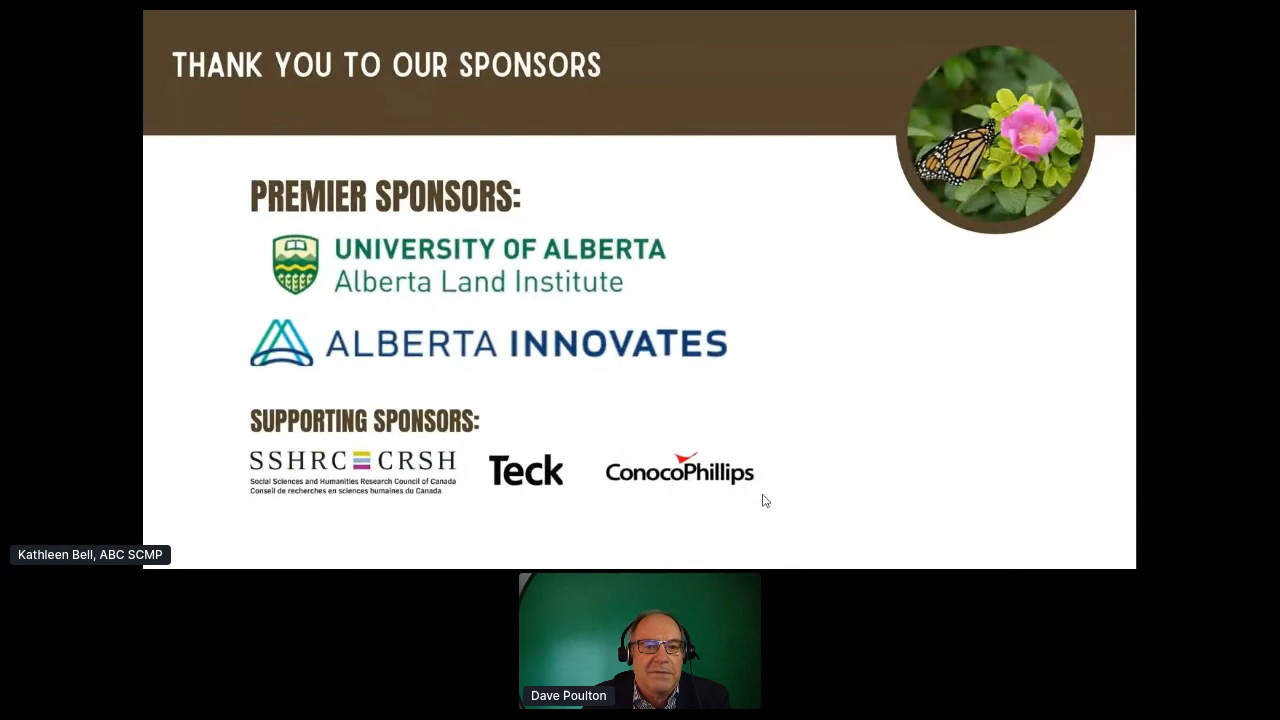 THANK YOU TO OUR SPONSORS
PREMIER SPONSORS:
UNIVERSITY OF ALBERTA
Alberta Land Institute
ALBERTA INNOVATES
SUPPORTING SPONSORS:
SSHRC CRSH
Social Sciences and Humanities Research Council of Canada
Conseil de recherches en sciences humaines du Canada
Teck
ConocoPhillips
Kathleen Bell, ABC SCMP
Dave Poulton